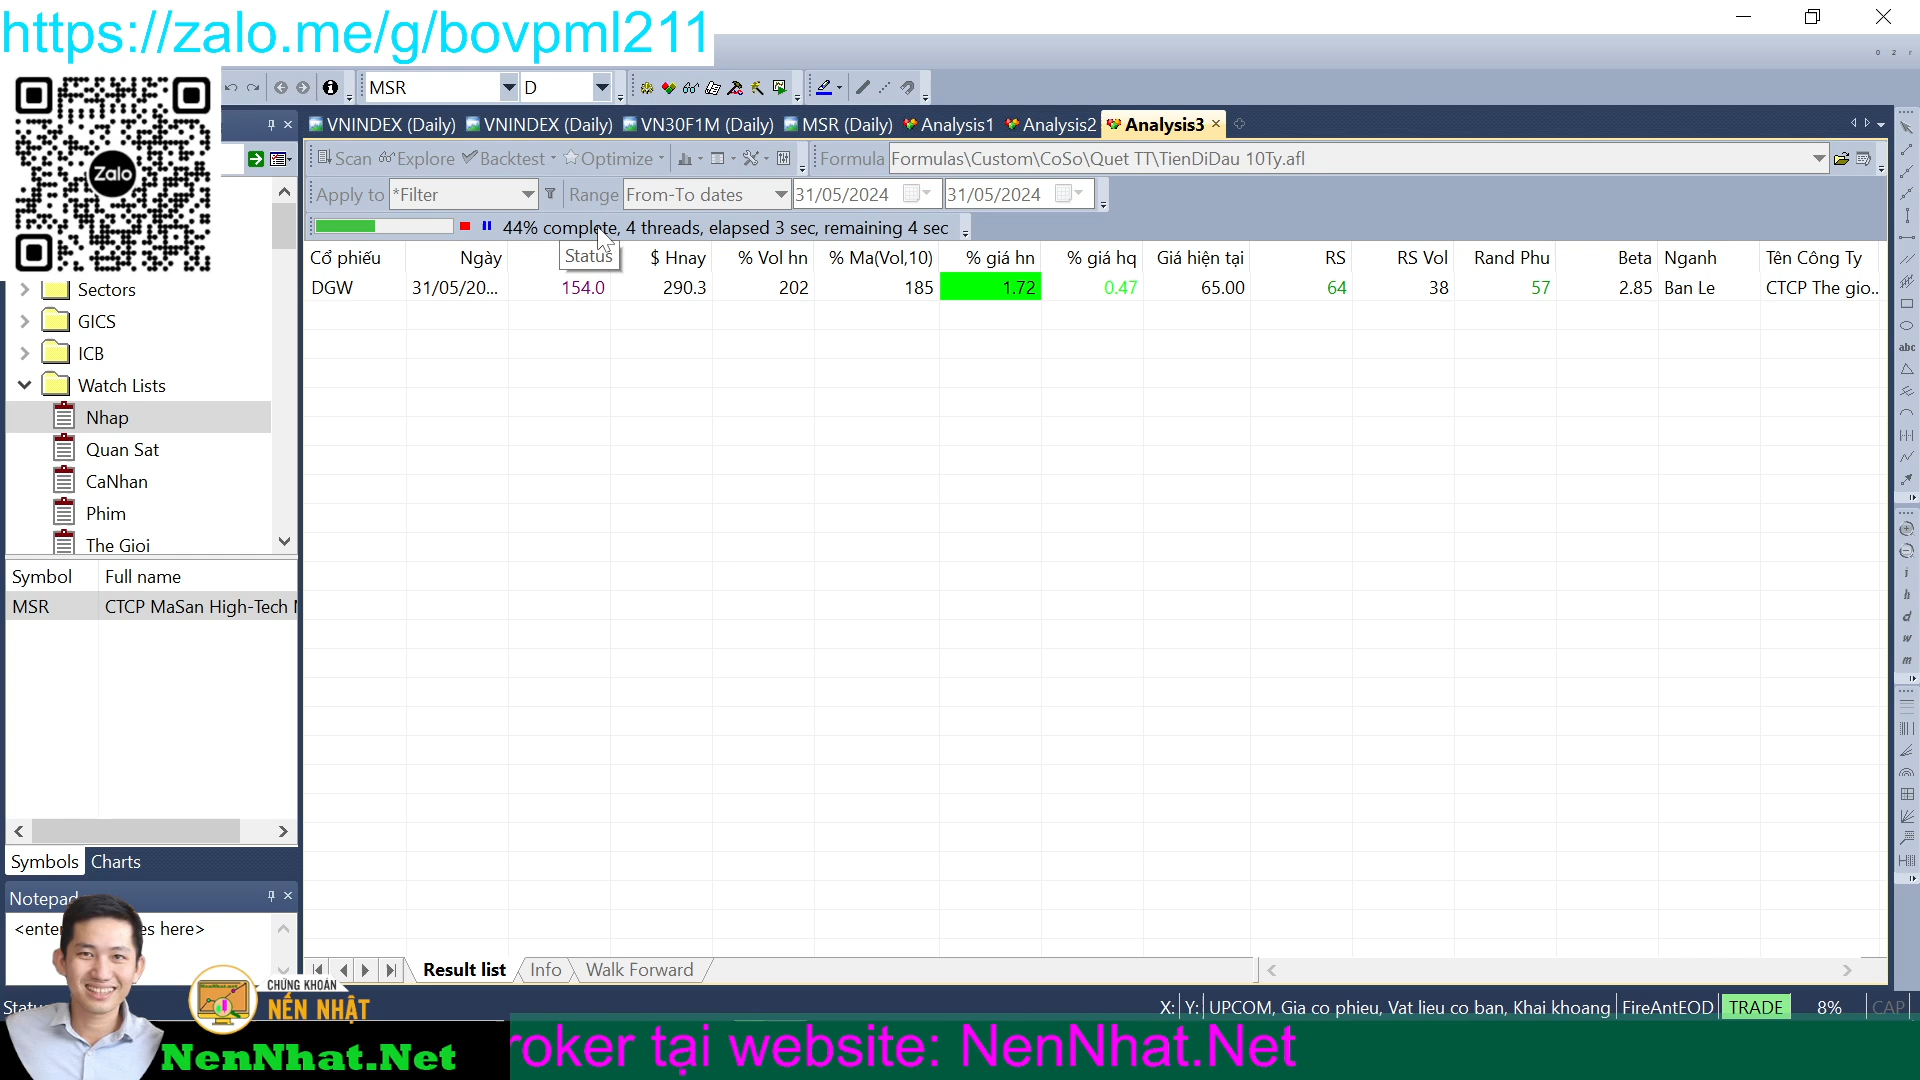 https://zalo.me/g/bovpml211
Zalo
MSR D
VNINDEX (Daily) VNINDEX (Daily) VN30F1M (Daily) MSR (Daily) Analysis1 Analysis2 Analysis3
Scan Explore Backtest Optimize Formula Formulas\Custom\CoSo\Quet TT\TienDiDau 10Ty.afl
Apply to *Filter Range From-To dates 31/05/2024 31/05/2024
44% complete, 4 threads, elapsed 3 sec, remaining 4 sec
Status
Cổ phiếu Ngày $ Hnay % Vol hn % Ma(Vol,10) % giá hn % giá hq Giá hiện tại RS RS Vol Rand Phu Beta Nganh Tên Công Ty
DGW 31/05/20... 154.0 290.3 202 185 1.72 0.47 65.00 64 38 57 2.85 Ban Le CTCP The gio..
Sectors
GICS
ICB
Watch Lists
Nhap
Quan Sat
CaNhan
Phim
The Gioi
Symbol Full name
MSR CTCP MaSan High-Tech
Symbols Charts
Notepad
<ente es here>
Result list Info Walk Forward
abc
i
h
d
w
m
CHỨNG KHOÁN
NẾN NHẬT
NenNhat.Net
X: Y: UPCOM, Gia co phieu, Vat lieu co ban, Khai khoang FireAntEOD TRADE 8% CAP
roker tại website: NenNhat.Net